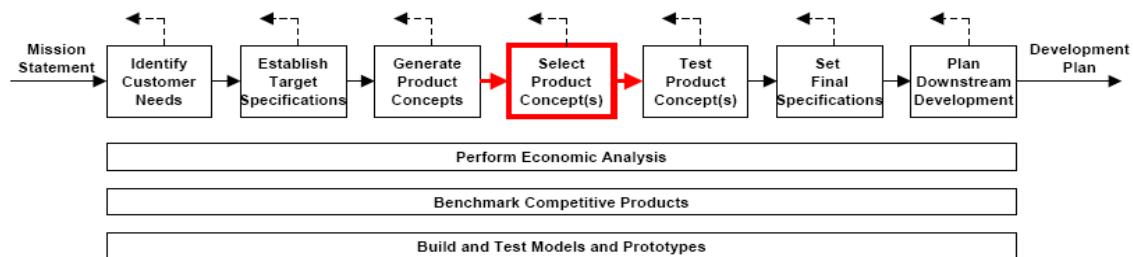 Mission
Statement
Identify
Customer
Needs
Establish
Target
Specifications
Generate
Product
Concepts
Select
Product
Concept(s)
Test
Product
Concept(s)
Set
Final
Specifications
Plan
Downstream
Development
Development
Plan
Perform Economic Analysis
Benchmark Competitive Products
Build and Test Models and Prototypes